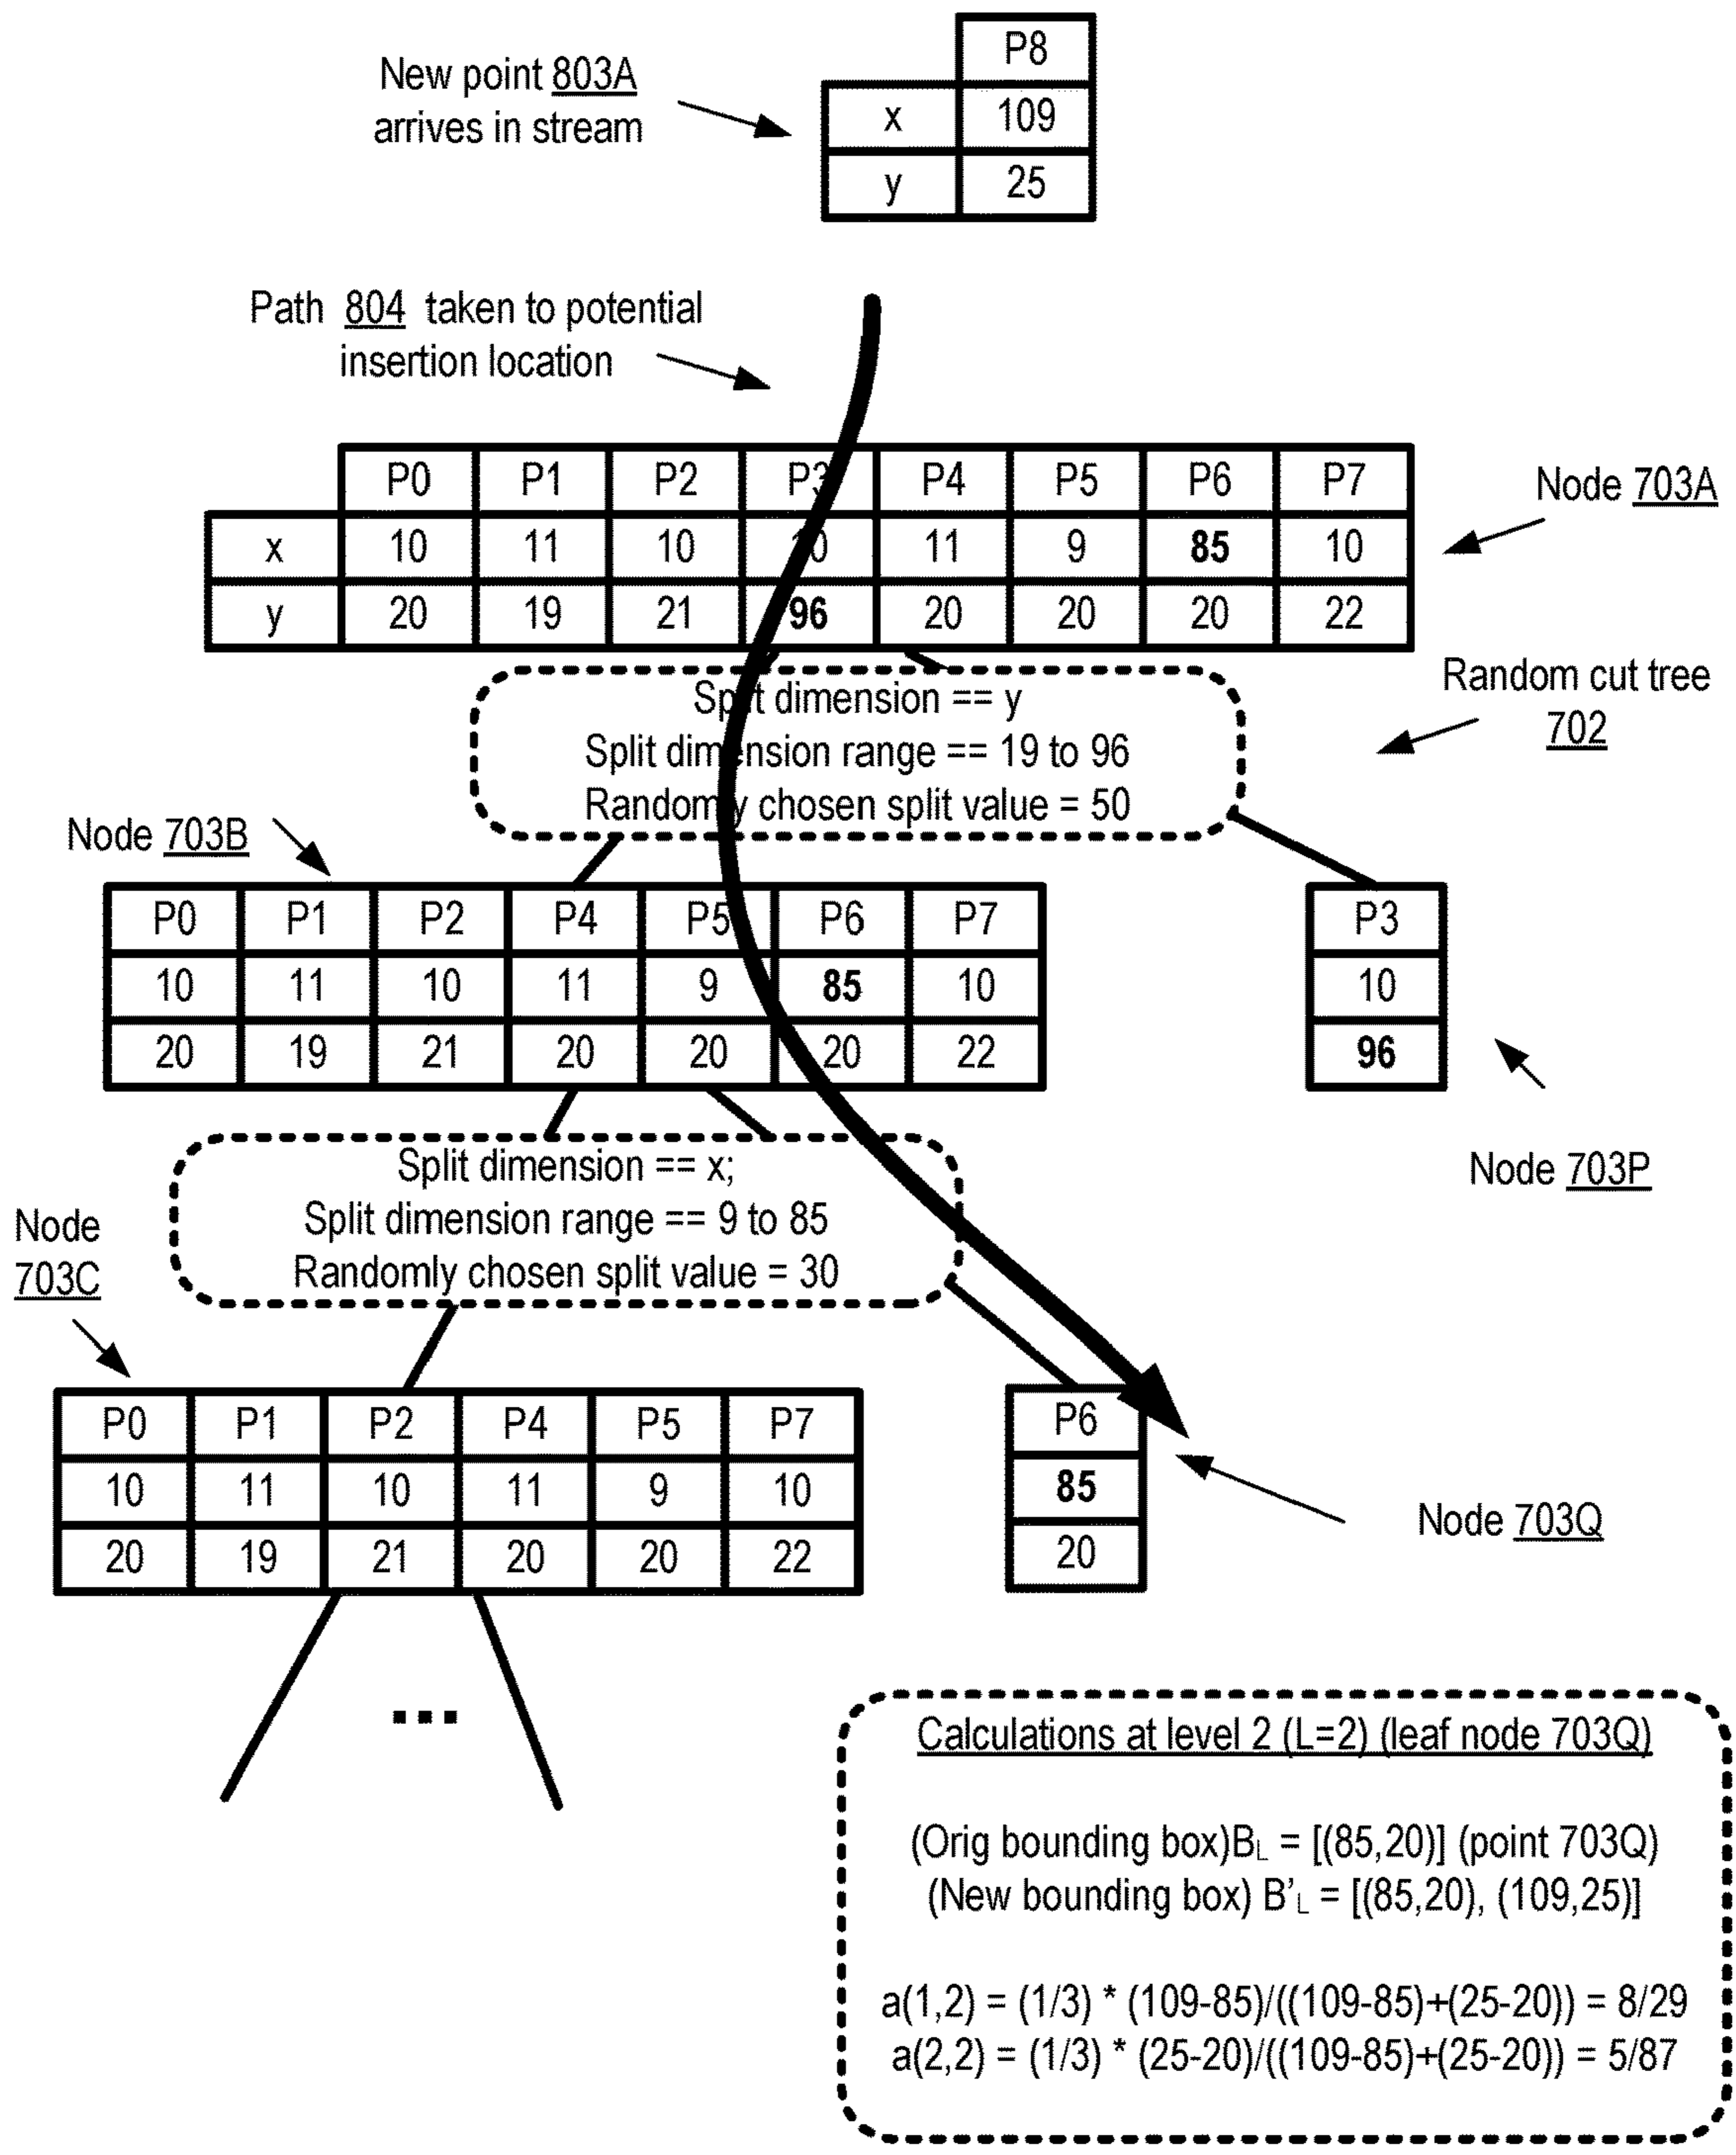 P8
New point 803A
arrives in stream
x 109
y 25
Path 804 taken to potential
insertion location
P0 P1 P2 P3 P4 P5 P6 P7
x 10 11 10 10 11 9 85 10
y 20 19 21 96 20 20 20 22
Node 703A
Random cut tree
702
Split dimension == y
Split dimension range == 19 to 96
Randomly chosen split value = 50
Node 703B
P0 P1 P2 P4 P5 P6 P7
10 11 10 11 9 85 10
20 19 21 20 20 20 22
P3
10
96
Node 703P
Split dimension == x;
Split dimension range == 9 to 85
Randomly chosen split value = 30
Node
703C
P0 P1 P2 P4 P5 P7
10 11 10 11 9 10
20 19 21 20 20 22
P6
85
20
Node 703Q
...
Calculations at level 2 (L=2) (leaf node 703Q)
(Orig bounding box)BL = [(85,20)] (point 703Q)
(New bounding box) B'L = [(85,20), (109,25)]
a(1,2) = (1/3) * (109-85)/((109-85)+(25-20)) = 8/29
a(2,2) = (1/3) * (25-20)/((109-85)+(25-20)) = 5/87